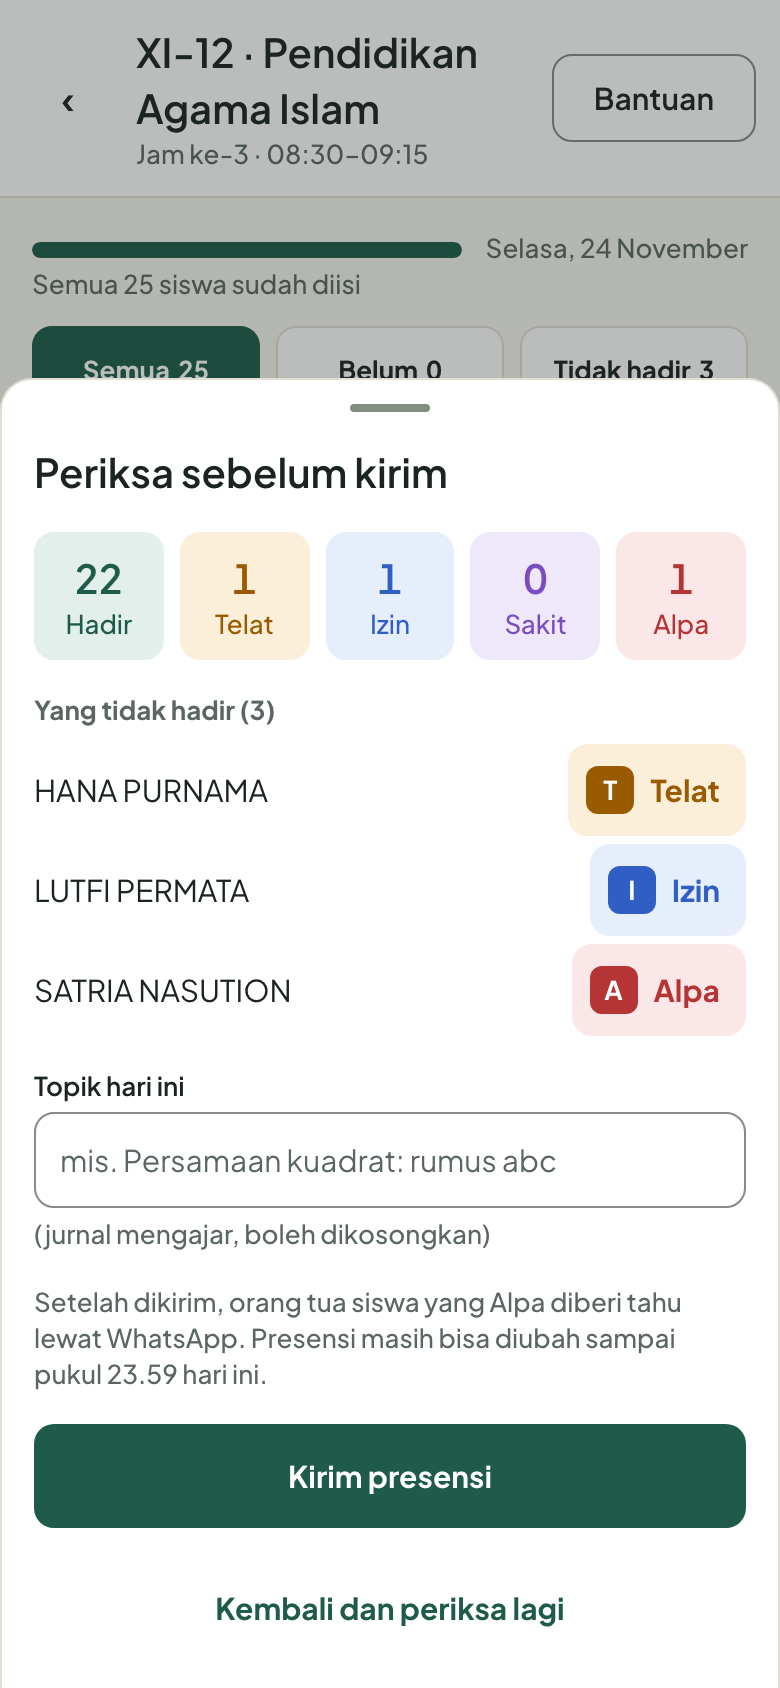 XI-12 · Pendidikan
Agama Islam
Jam ke-3 · 08:30–09:15
Bantuan
Selasa, 24 November
Semua 25 siswa sudah diisi
Semua 25
Belum 0
Tidak hadir 3
Periksa sebelum kirim
22
Hadir
1
Telat
1
Izin
0
Sakit
1
Alpa
Yang tidak hadir (3)
HANA PURNAMA
T Telat
LUTFI PERMATA
I Izin
SATRIA NASUTION
A Alpa
Topik hari ini
mis. Persamaan kuadrat: rumus abc
(jurnal mengajar, boleh dikosongkan)
Setelah dikirim, orang tua siswa yang Alpa diberi tahu
lewat WhatsApp. Presensi masih bisa diubah sampai
pukul 23.59 hari ini.
Kirim presensi
Kembali dan periksa lagi